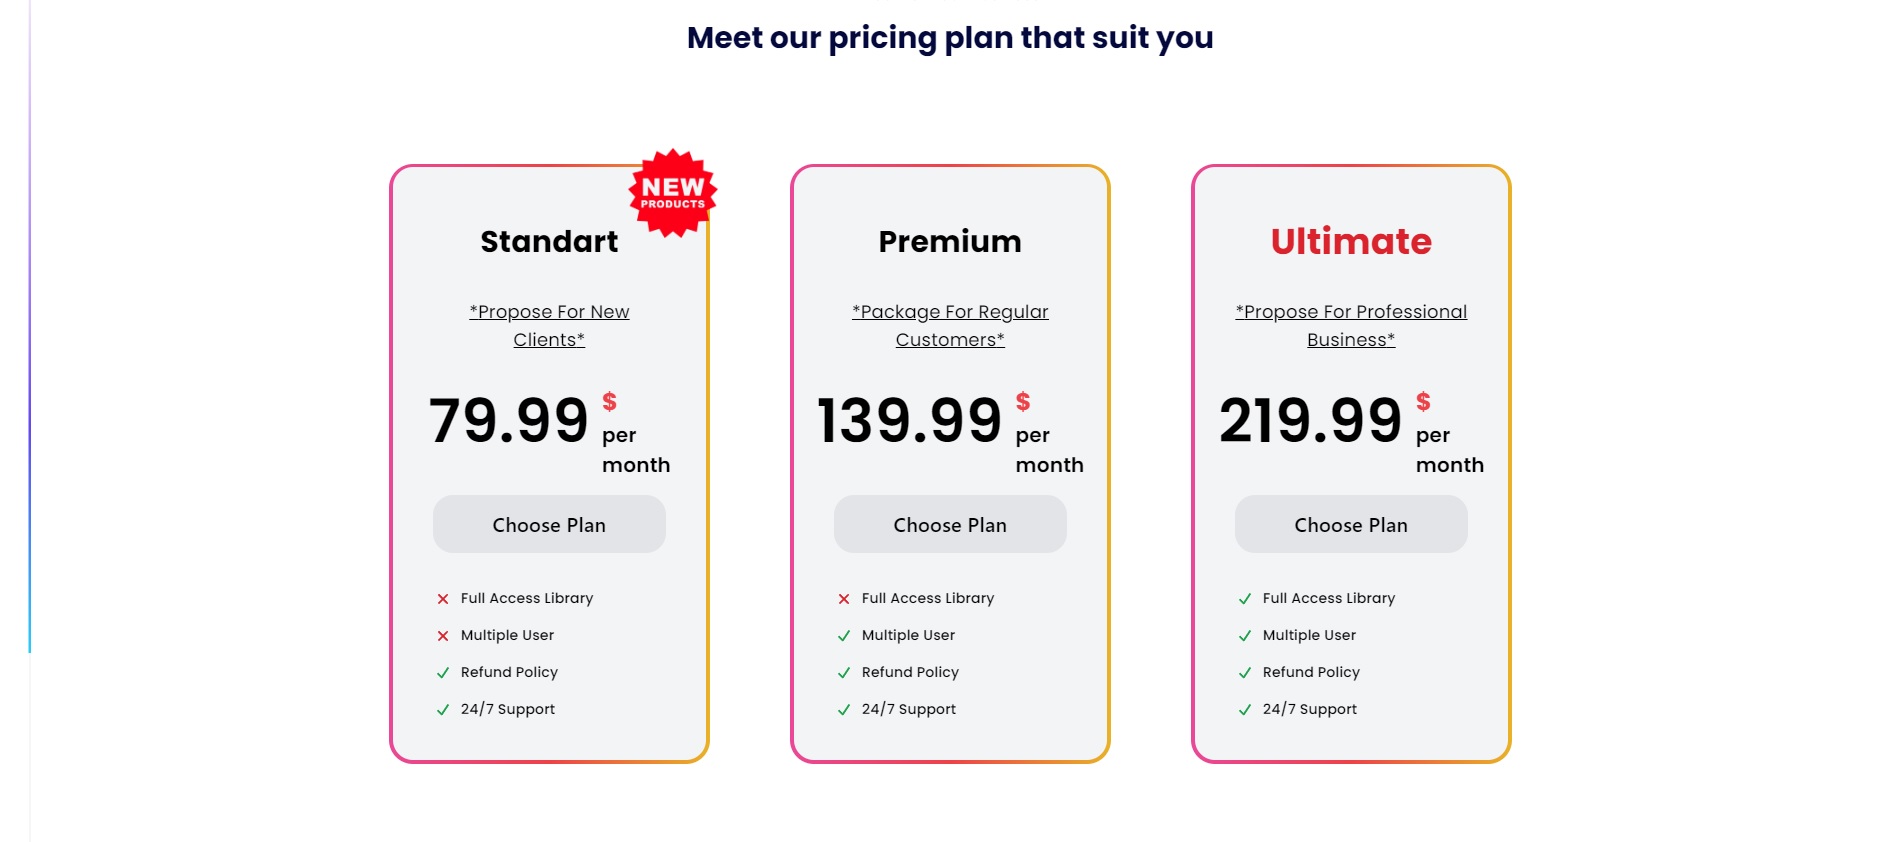 Meet our pricing plan that suit you
NEW
PRODUCTS
Standart
*Propose For New
Clients*
79.99 $
per
month
Choose Plan
Full Access Library
Multiple User
Refund Policy
24/7 Support
Premium
*Package For Regular
Customers*
139.99 $
per
month
Choose Plan
Full Access Library
Multiple User
Refund Policy
24/7 Support
Ultimate
*Propose For Professional
Business*
219.99 $
per
month
Choose Plan
Full Access Library
Multiple User
Refund Policy
24/7 Support